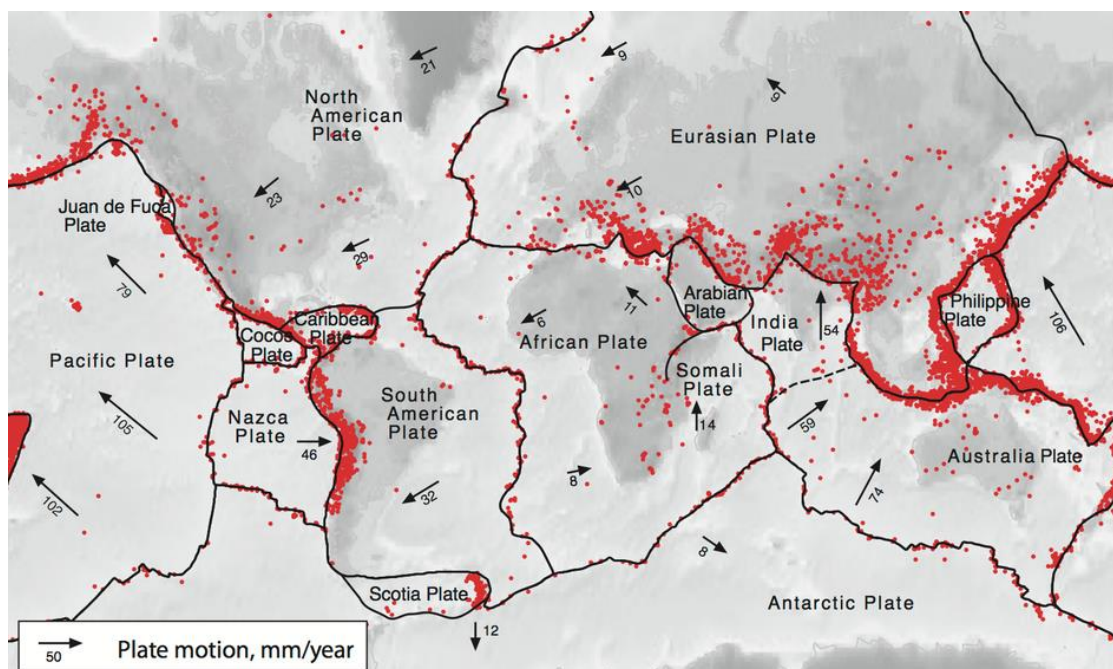 21
9
9
North
American
Plate
Eurasian Plate
10
23
Juan de Fuca
Plate
29
79
11
Arabian
Plate
India
Plate
54
Philippine
Plate
106
Caribbean
Plate
Cocos
Plate
6
African Plate
Pacific Plate
Somali
Plate
South
American
Plate
Nazca
Plate
105
46
14
59
Australia Plate
8
32
74
102
8
Scotia Plate
Antarctic Plate
12
50
Plate motion, mm/year